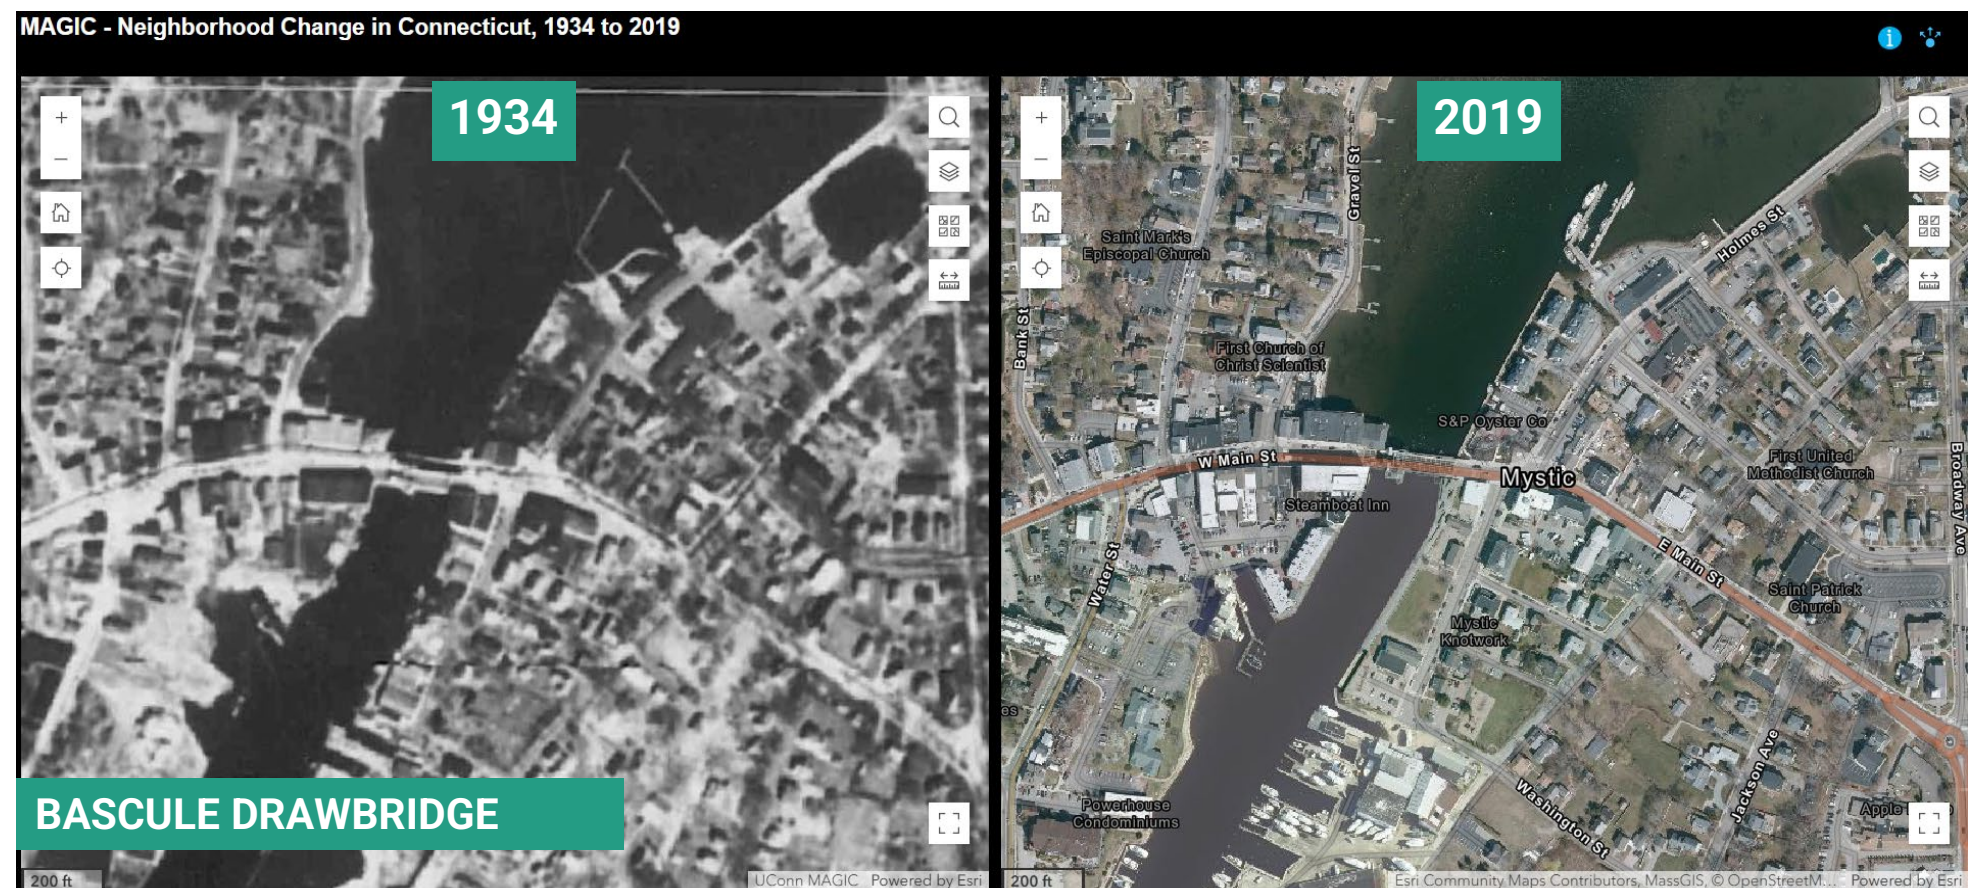 MAGIC - Neighborhood Change in Connecticut, 1934 to 2019
1934
BASCULE DRAWBRIDGE
200 ft
UConn MAGIC Powered by Esri
2019
Gravel St
Holmes St
Saint Mark's
Episcopal Church
Bank St
First Church of
Christ Scientist
S&P Oyster Co
W Main St
Mystic
First United
Methodist Church
Broadway Ave
Steamboat Inn
Water St
E Main St
Saint Patrick
Church
Mystic
Knotwork
es
Jackson Ave
Washington St
Powerhouse
Condominiums
Apple
200 ft
Esri Community Maps Contributors, MassGIS, © OpenStreetM... Powered by Esri